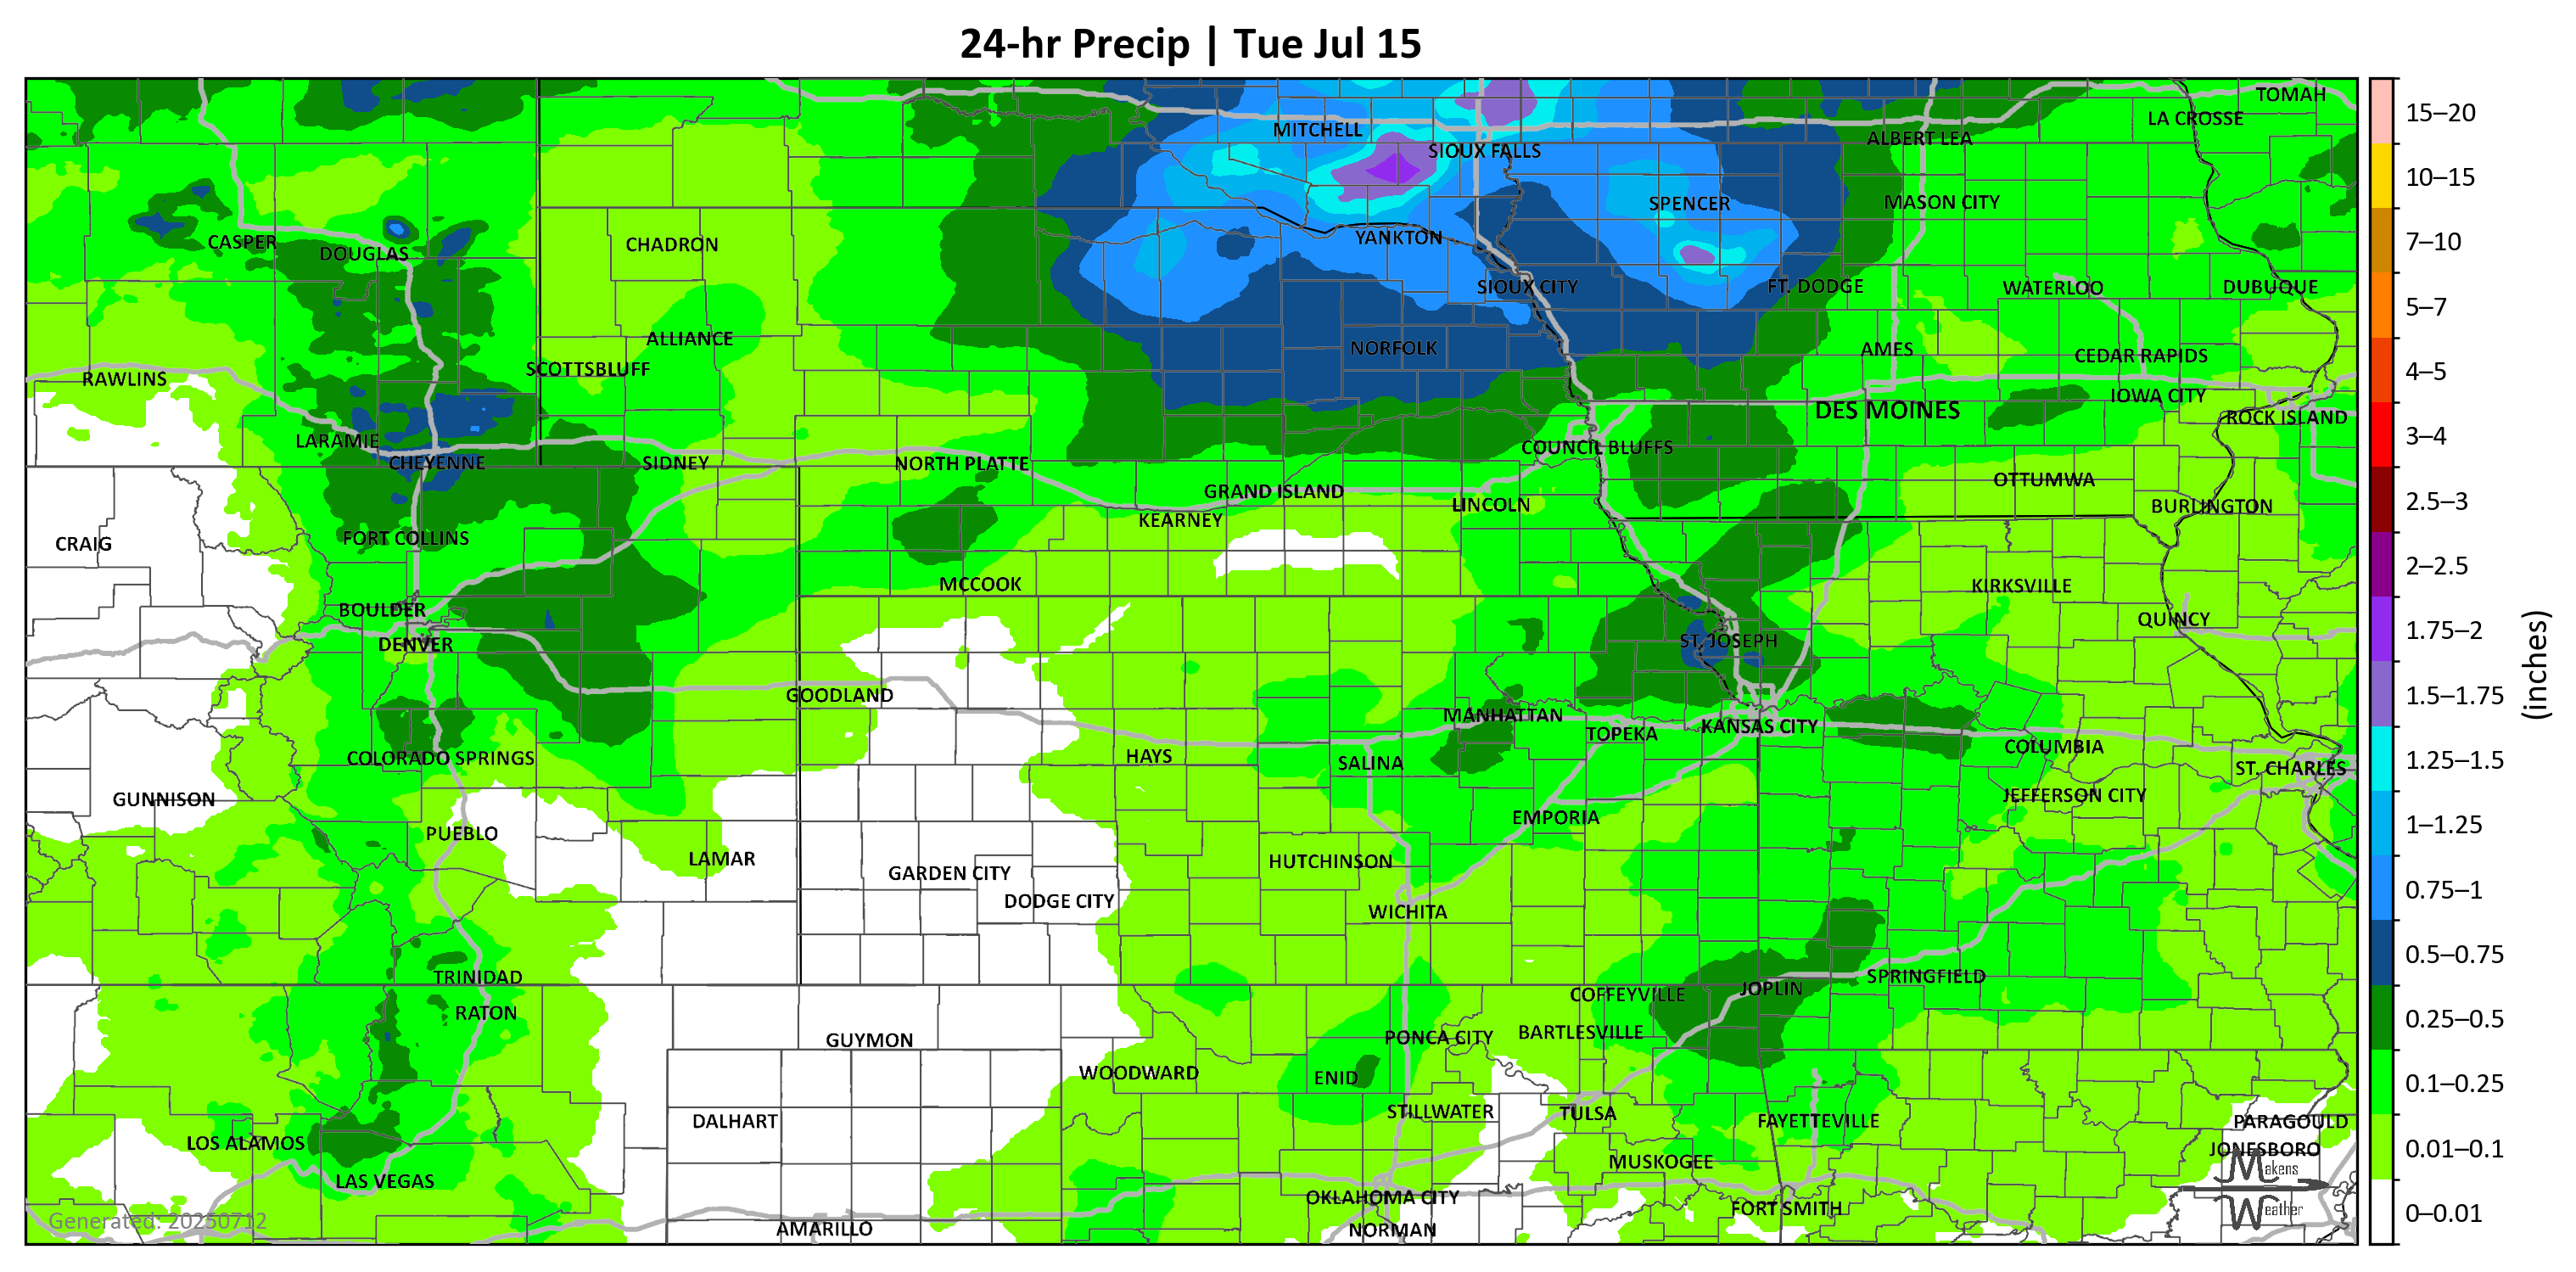 24-hr Precip | Tue Jul 15
TOMAH
LA CROSSE
MITCHELL
ALBERT LEA
SIOUX FALLS
SPENCER
MASON CITY
CASPER
DOUGLAS
CHADRON
YANKTON
SIOUX CITY
FT. DODGE
WATERLOO
DUBUQUE
ALLIANCE
NORFOLK
AMES
CEDAR RAPIDS
SCOTTSBLUFF
RAWLINS
IOWA CITY
DES MOINES
ROCK ISLAND
LARAMIE
COUNCIL BLUFFS
CHEYENNE
SIDNEY
NORTH PLATTE
OTTUMWA
GRAND ISLAND
LINCOLN
BURLINGTON
KEARNEY
CRAIG
FORT COLLINS
MCCOOK
KIRKSVILLE
BOULDER
QUINCY
DENVER
ST. JOSEPH
GOODLAND
MANHATTAN
KANSAS CITY
TOPEKA
COLUMBIA
COLORADO SPRINGS
HAYS
SALINA
ST. CHARLES
GUNNISON
JEFFERSON CITY
EMPORIA
PUEBLO
LAMAR
HUTCHINSON
GARDEN CITY
DODGE CITY
WICHITA
TRINIDAD
SPRINGFIELD
JOPLIN
COFFEYVILLE
RATON
BARTLESVILLE
PONCA CITY
GUYMON
WOODWARD
ENID
STILLWATER
TULSA
DALHART
FAYETTEVILLE
PARAGOULD
LOS ALAMOS
JONESBORO
MUSKOGEE
Makens
LAS VEGAS
OKLAHOMA CITY
FORT SMITH
Weather
Generated: 20250712
AMARILLO
NORMAN
15–20
10–15
7–10
5–7
4–5
3–4
2.5–3
2–2.5
1.75–2
1.5–1.75
1.25–1.5
1–1.25
0.75–1
0.5–0.75
0.25–0.5
0.1–0.25
0.01–0.1
0–0.01
(inches)